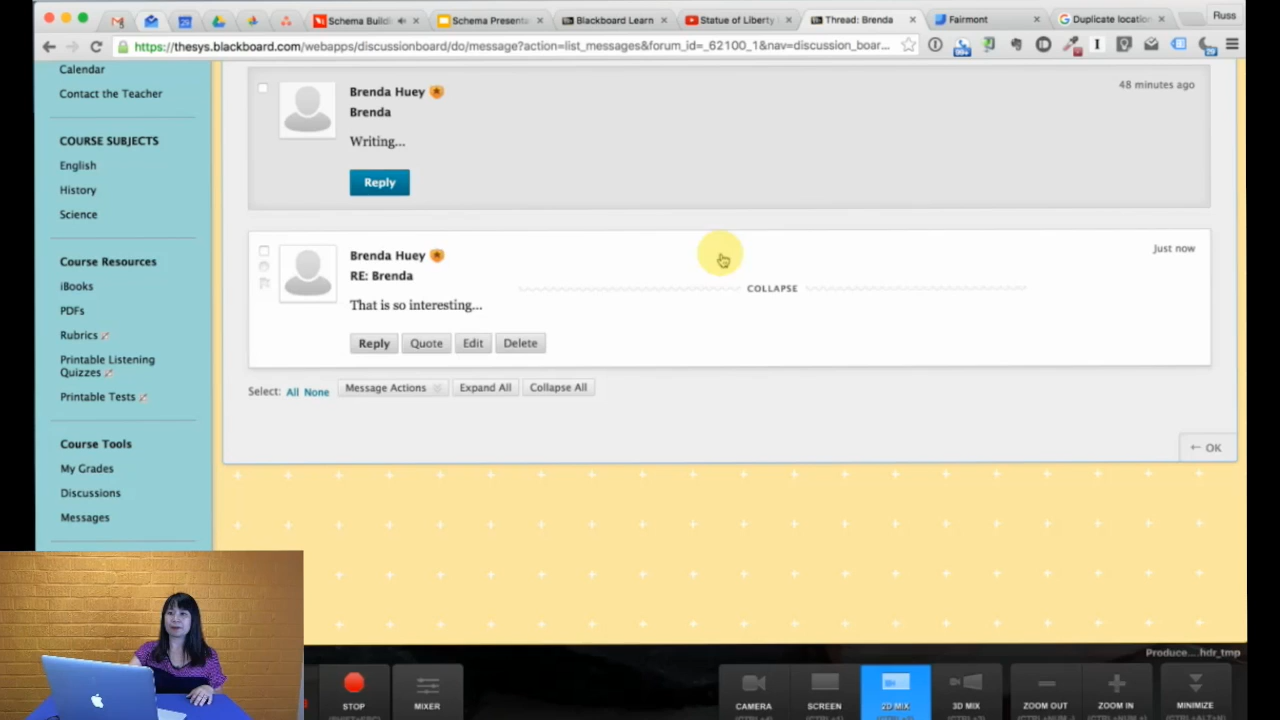 Schema Buildi
Schema Present
Blackboard Learn
Statue of Liberty
Thread: Brenda
Fairmont
Duplicate location
Russ
https://thesys.blackboard.com/webapps/discussionboard/do/message?action=list_messages&forum_id=_62100_1&nav=discussion_boar...
Calendar
Contact the Teacher
COURSE SUBJECTS
English
History
Science
Course Resources
iBooks
PDFs
Rubrics
Printable Listening
Quizzes
Printable Tests
Course Tools
My Grades
Discussions
Messages
Brenda Huey
48 minutes ago
Brenda
Writing...
Reply
Brenda Huey
Just now
RE: Brenda
COLLAPSE
That is so interesting...
Reply Quote Edit Delete
Select: All None Message Actions Expand All Collapse All
← OK
Produce... hdr_tmp
STOP
MIXER
CAMERA
SCREEN
2D MIX
3D MIX
ZOOM OUT
ZOOM IN
MINIMIZE